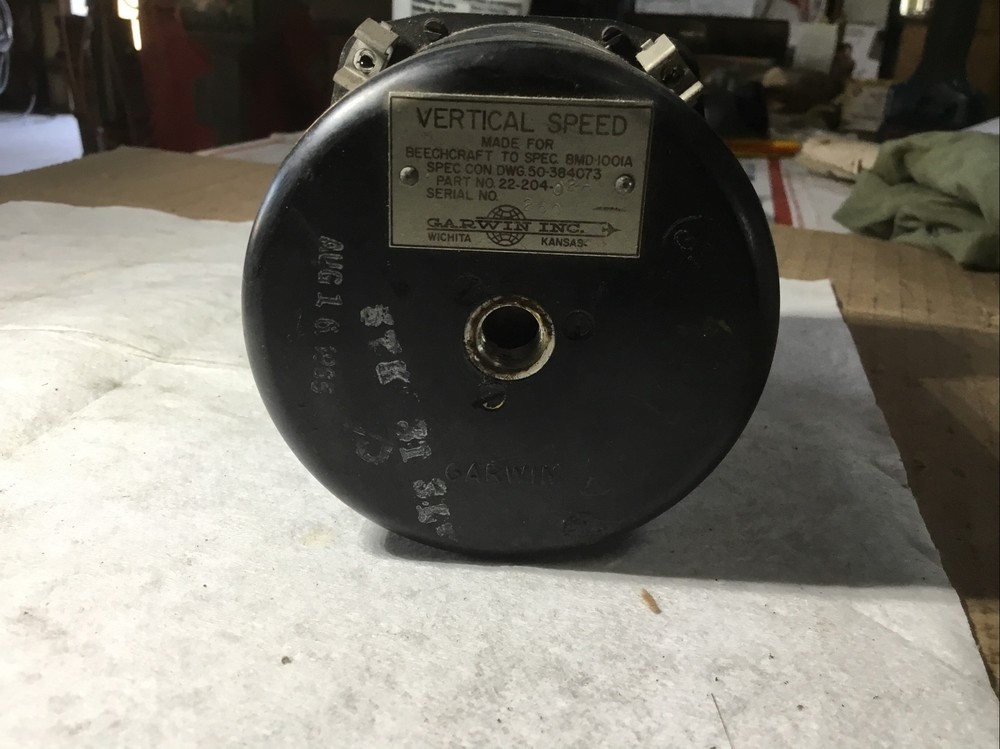 VERTICAL SPEED
MADE FOR
BEECHCRAFT TO SPEC. BMD-1001A
SPEC CON DWG. 50-384073
PART NO. 22-204-
SERIAL NO.
GARWIN INC.
WICHITA KANSAS
AUG 16
GARWIN